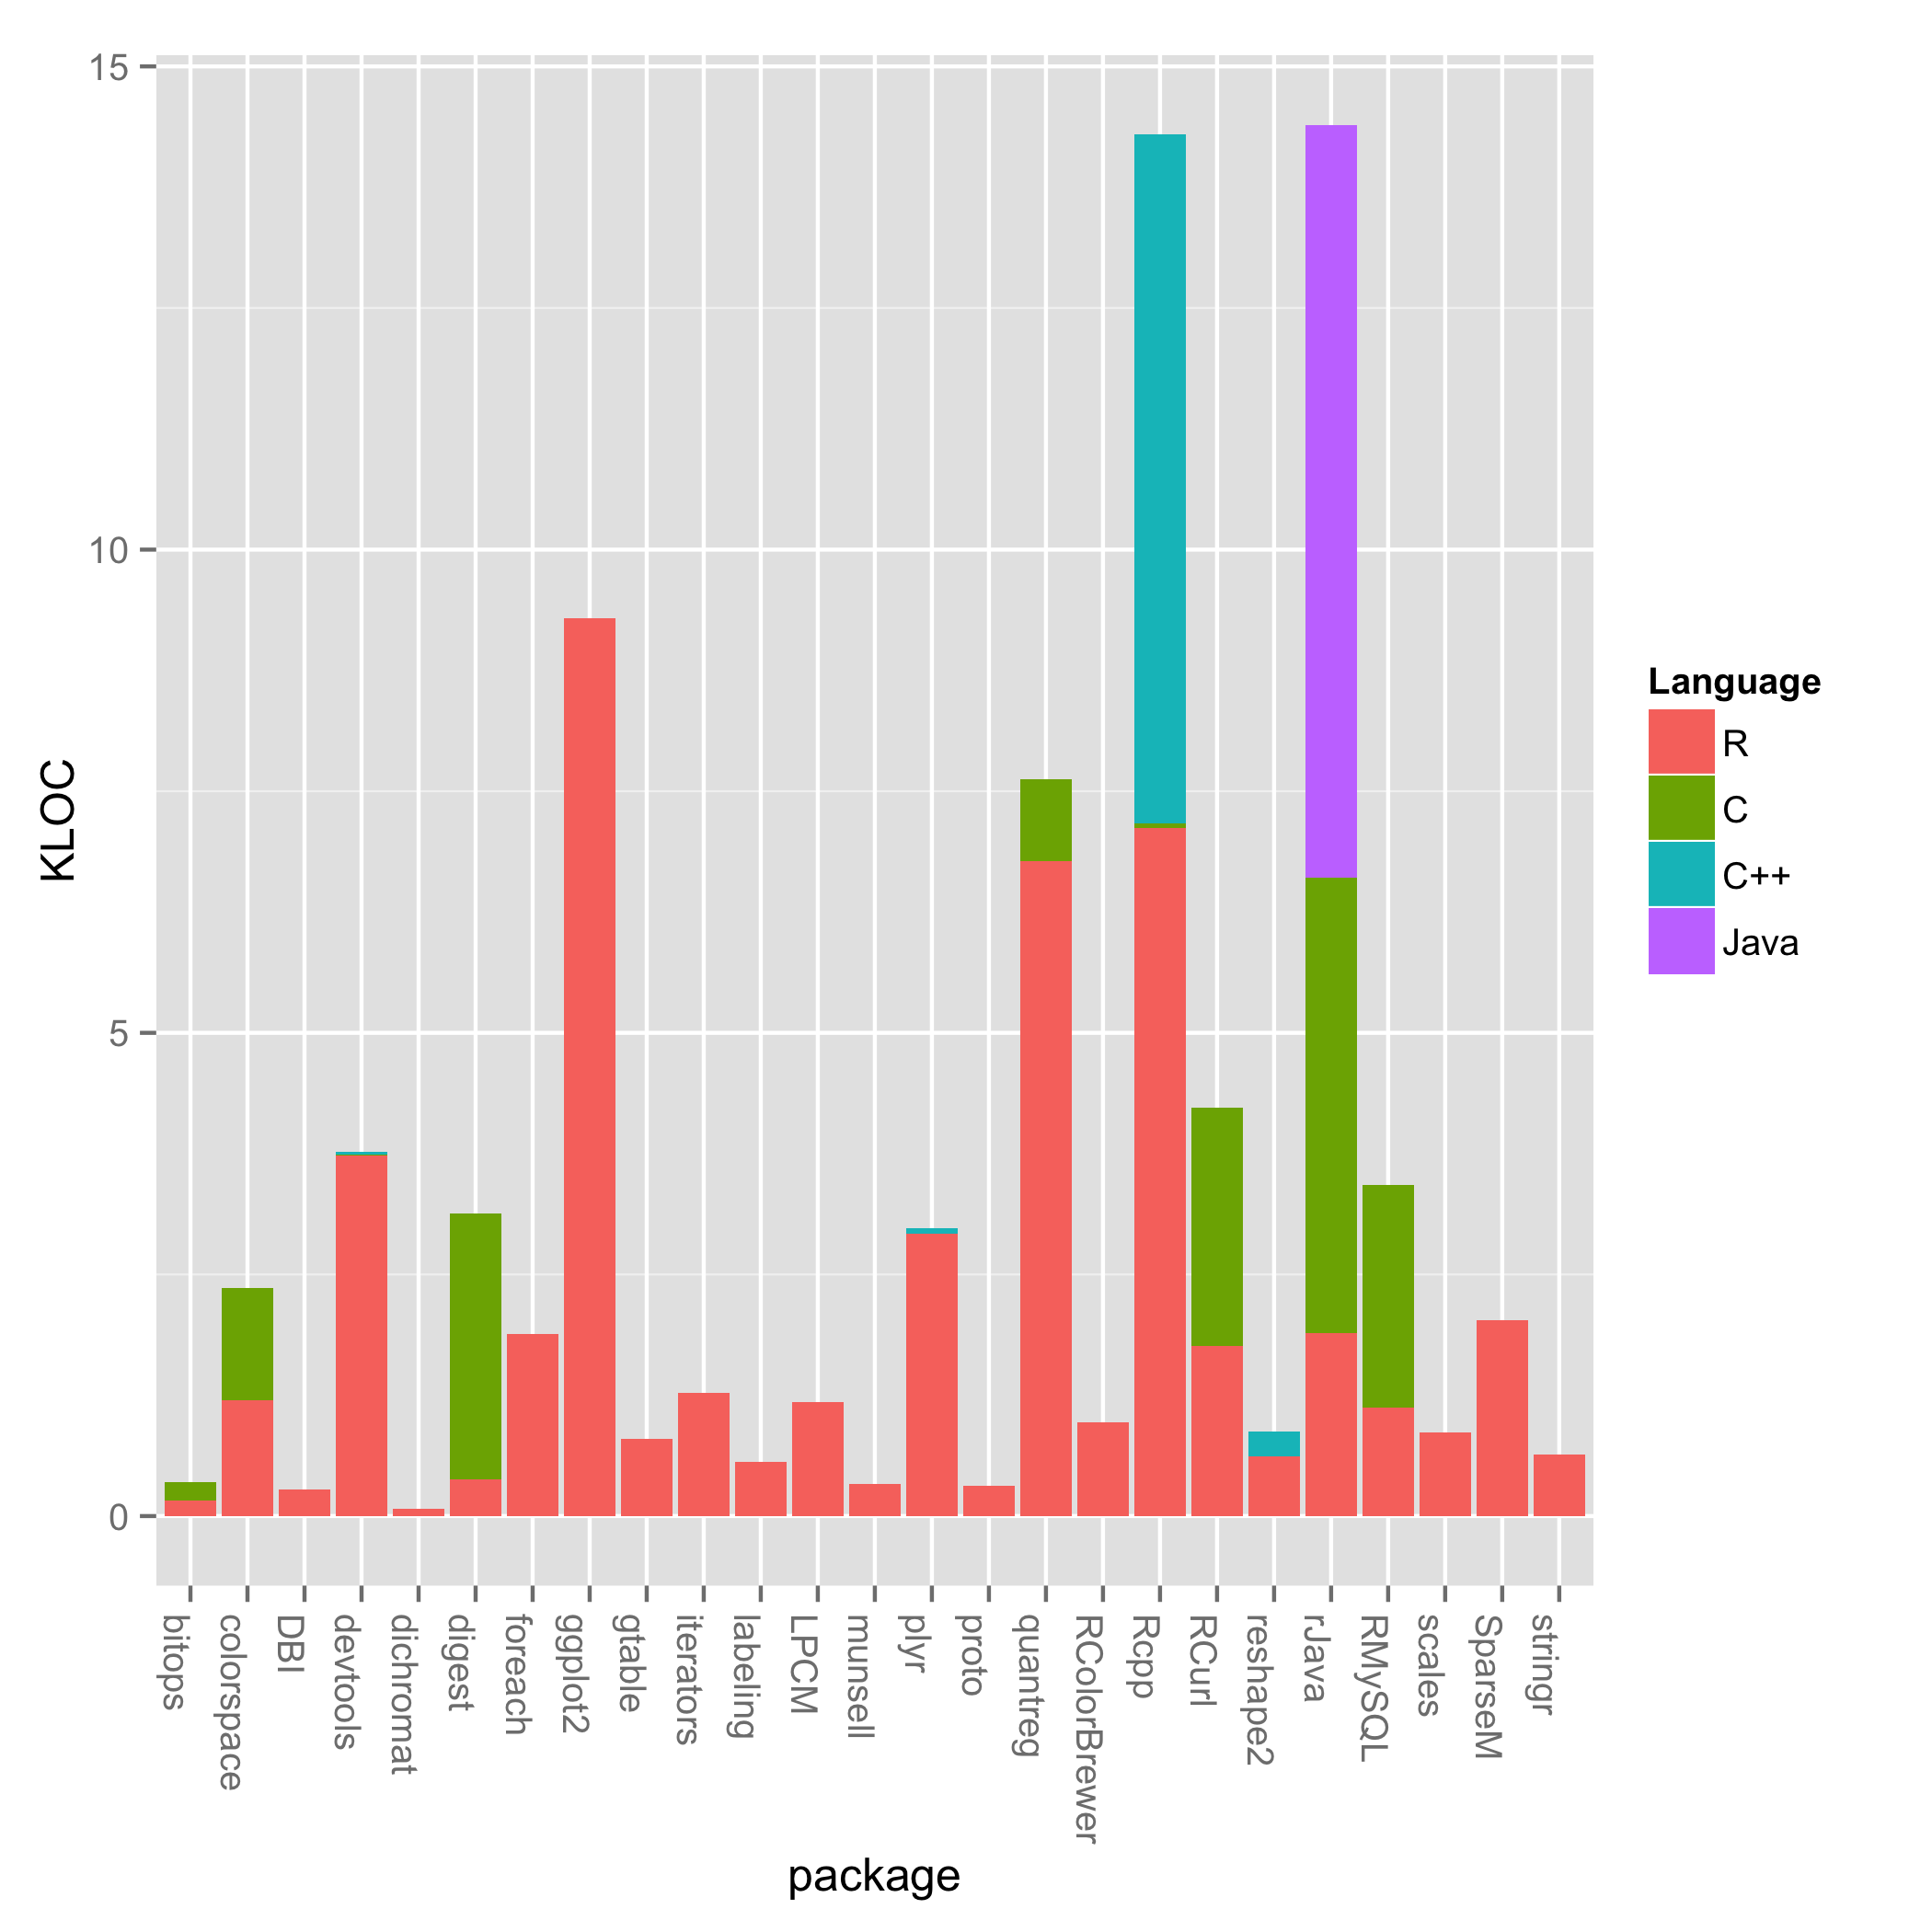 KLOC
15
10
5
0
bitops
colorspace
DBI
devtools
dichromat
digest
foreach
ggplot2
gtable
iterators
labeling
LPCM
munsell
plyr
proto
quantreg
RColorBrewer
Rcpp
RCurl
reshape2
rJava
RMySQL
scales
SparseM
stringr
package
Language
R
C
C++
Java